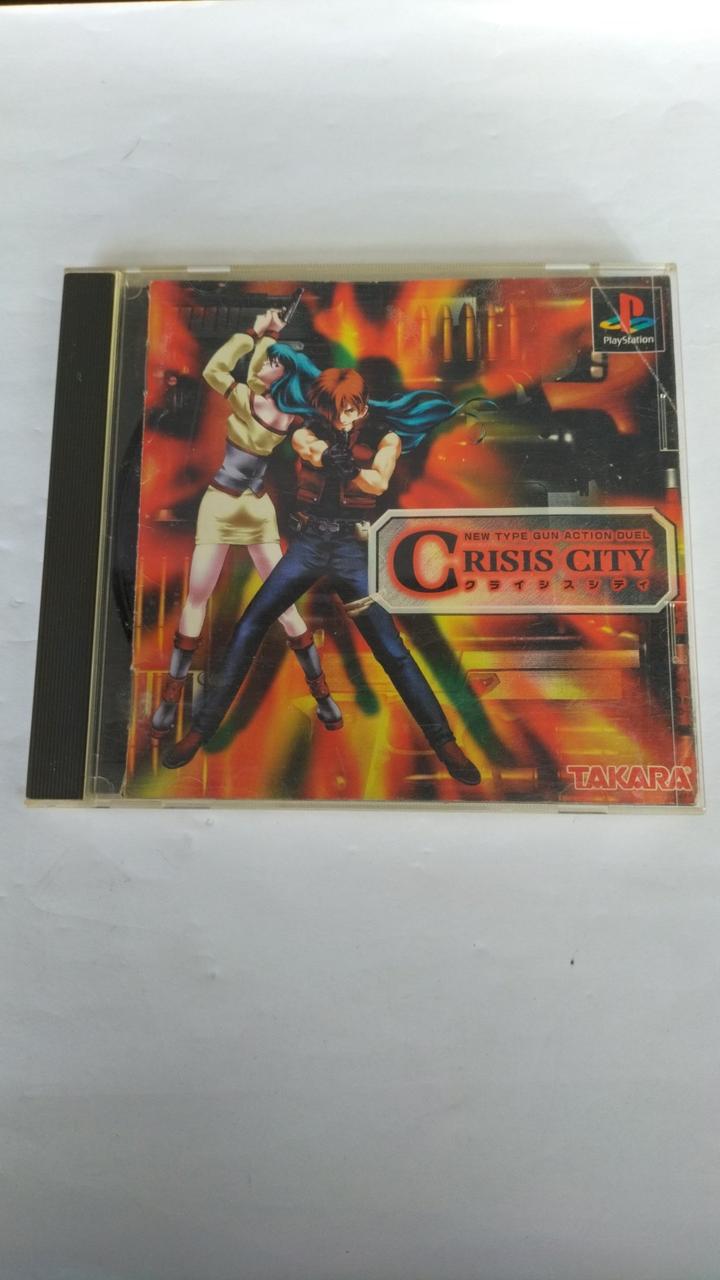 PlayStation
NEW TYPE GUN ACTION DUEL
CRISIS CITY
クライシスシティ
TAKARA